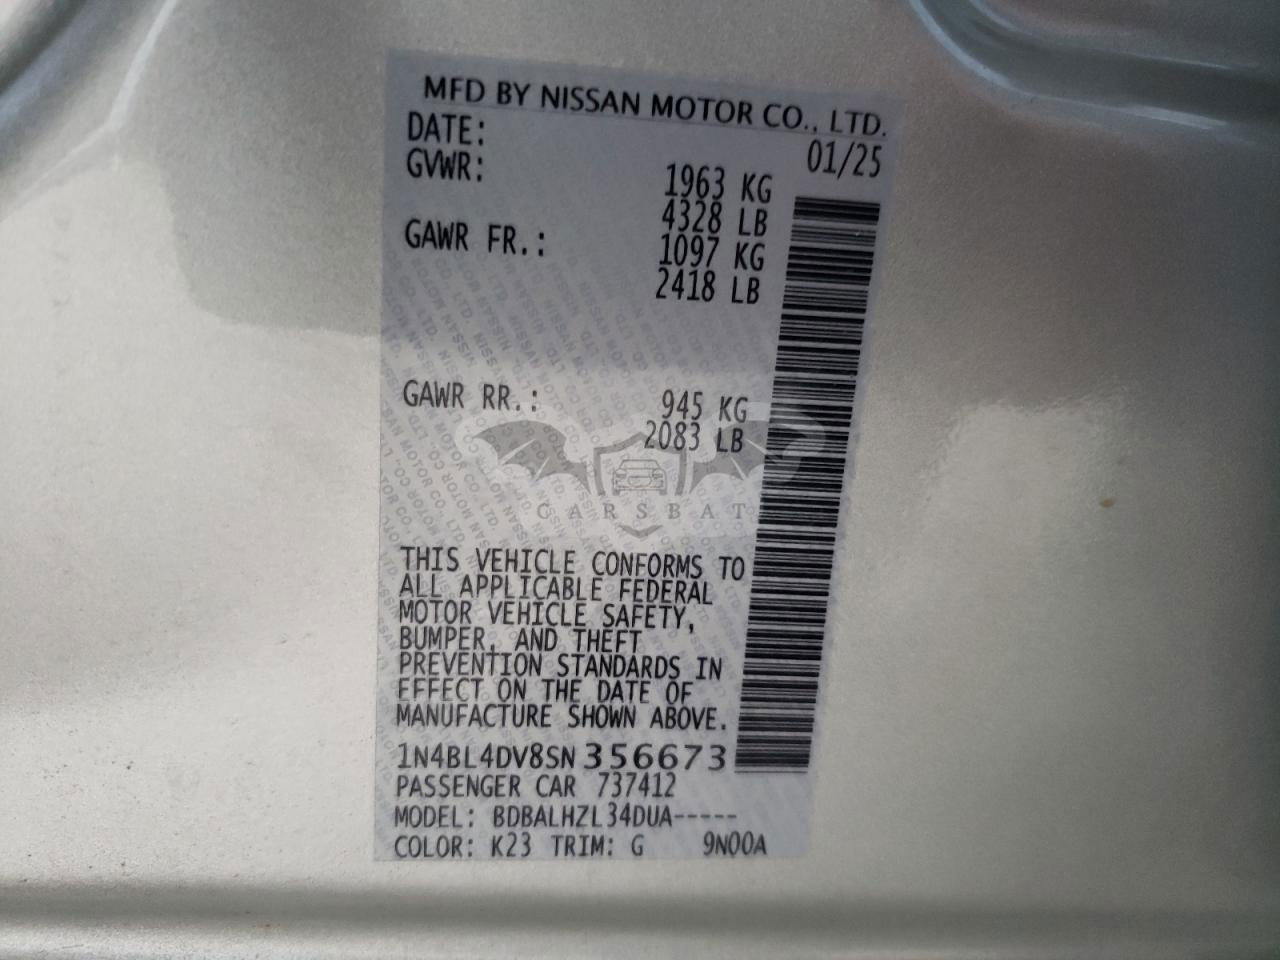 MFD BY NISSAN MOTOR CO., LTD.
DATE: 01/25
GVWR: 1963 KG
4328 LB
GAWR FR.: 1097 KG
2418 LB
GAWR RR.: 945 KG
2083 LB
CARSBAT
THIS VEHICLE CONFORMS TO
ALL APPLICABLE FEDERAL
MOTOR VEHICLE SAFETY,
BUMPER, AND THEFT
PREVENTION STANDARDS IN
EFFECT ON THE DATE OF
MANUFACTURE SHOWN ABOVE.
1N4BL4DV8SN356673
PASSENGER CAR 737412
MODEL: BDBALHZL34DUA-----
COLOR: K23 TRIM: G 9N00A